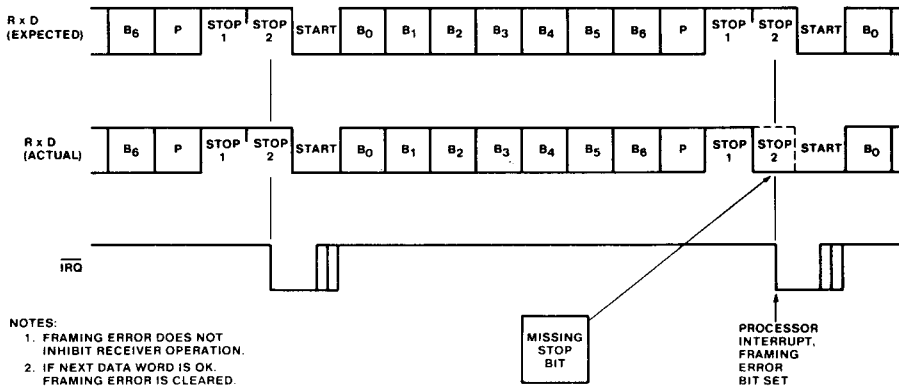 R x D
(EXPECTED)
B6 P STOP 1 STOP 2 START B0 B1 B2 B3 B4 B5 B6 P STOP 1 STOP 2 START B0
R x D
(ACTUAL)
B6 P STOP 1 STOP 2 START B0 B1 B2 B3 B4 B5 B6 P STOP 1 STOP 2 START B0
IRQ
NOTES:
1. FRAMING ERROR DOES NOT
INHIBIT RECEIVER OPERATION.
2. IF NEXT DATA WORD IS OK.
FRAMING ERROR IS CLEARED.
MISSING
STOP
BIT
PROCESSOR
INTERRUPT,
FRAMING
ERROR
BIT SET